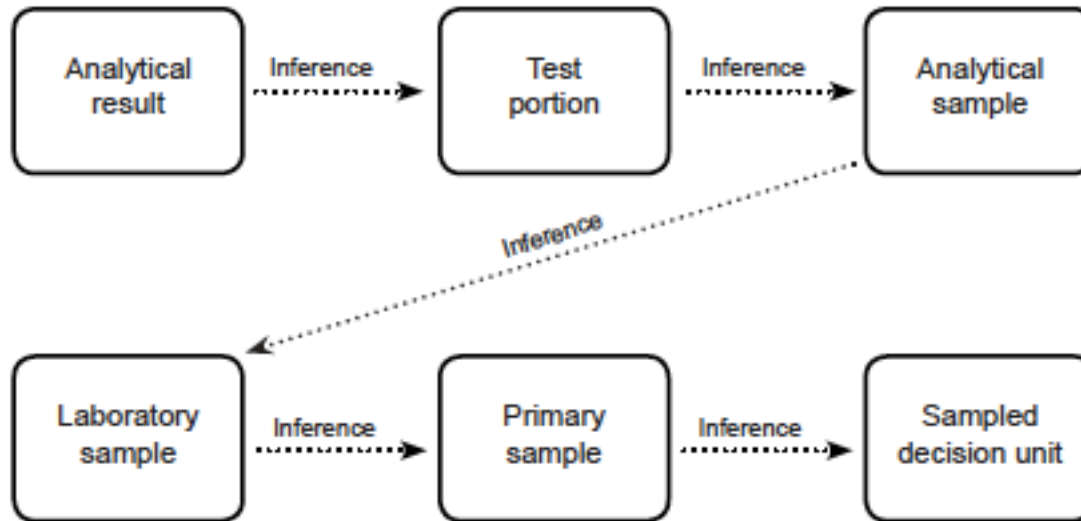 Analytical
result
Inference
Test
portion
Inference
Analytical
sample
Inference
Laboratory
sample
Inference
Primary
sample
Inference
Sampled
decision unit